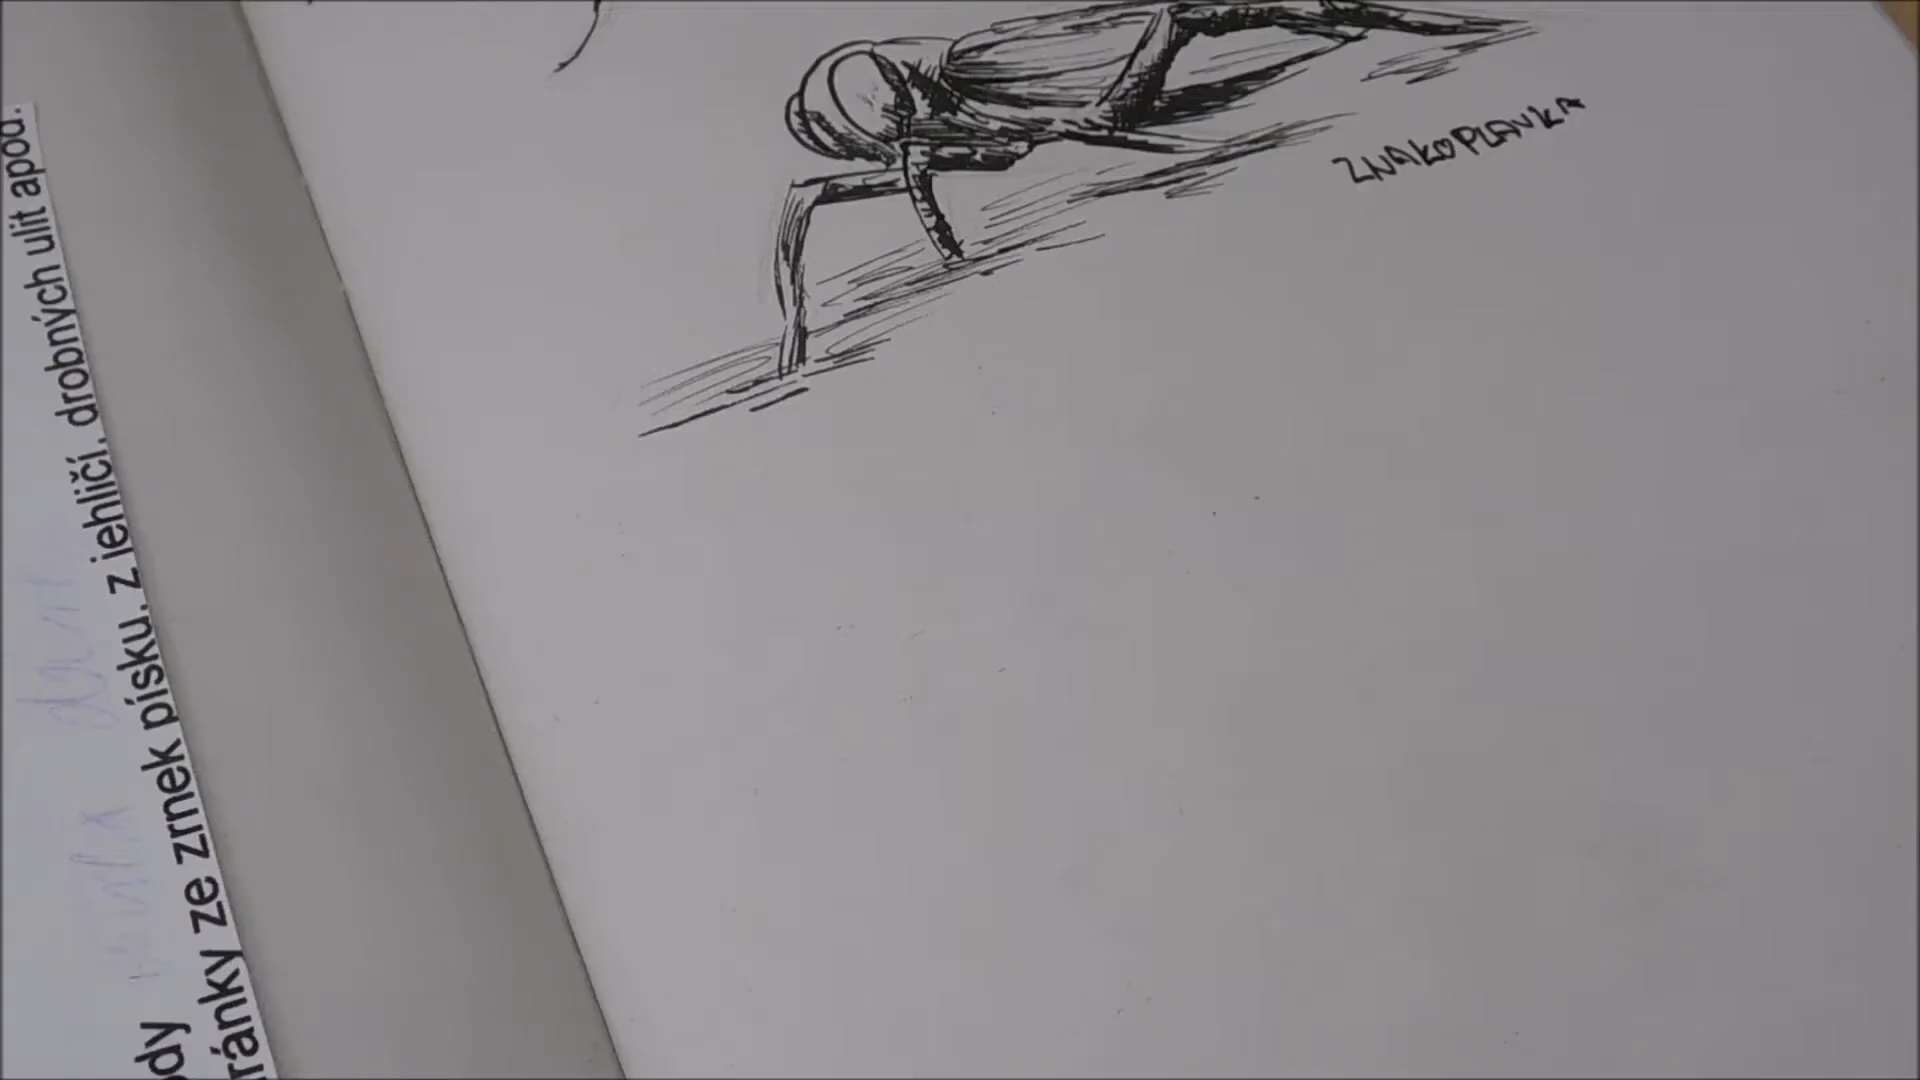 ZNAKOPLAVKA
drobných ulit apod.
ody
ránky ze zrnek písku, z jehličí,